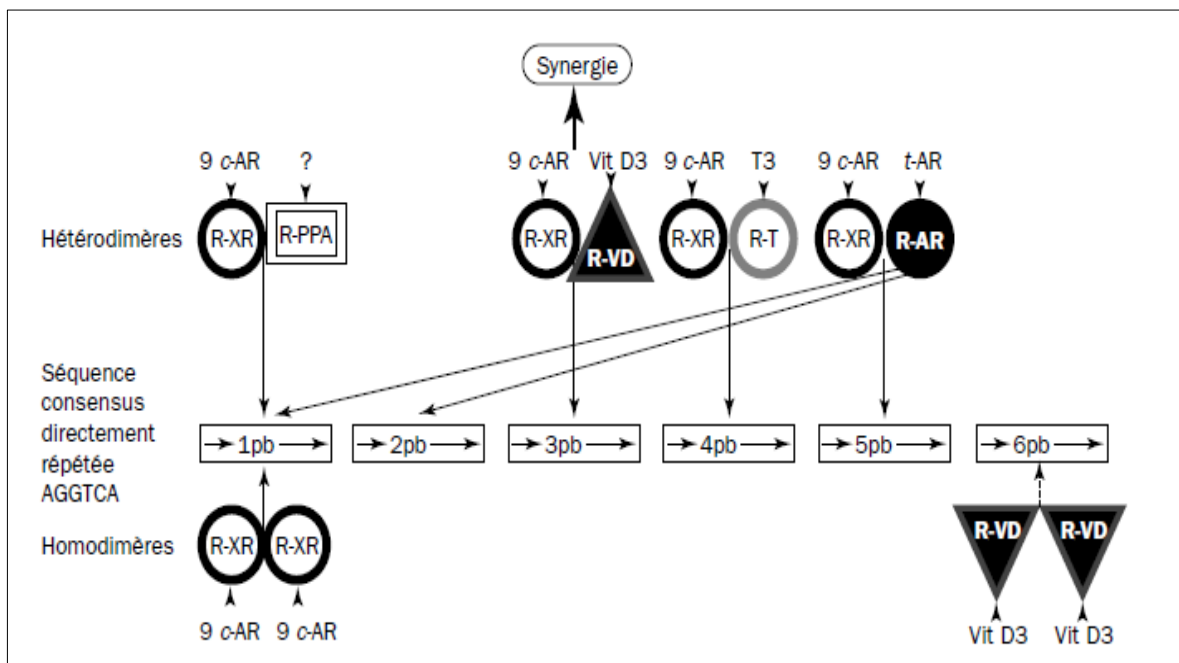 Synergie
9 c-AR ? 9 c-AR Vit D3 9 c-AR T3 9 c-AR t-AR
Hétérodimères R-XR R-PPA R-XR R-VD R-XR R-T R-XR R-AR
Séquence
consensus
directement
répétée
AGGTCA
1pb 2pb 3pb 4pb 5pb 6pb
Homodimères R-XR R-XR R-VD R-VD
9 c-AR 9 c-AR Vit D3 Vit D3